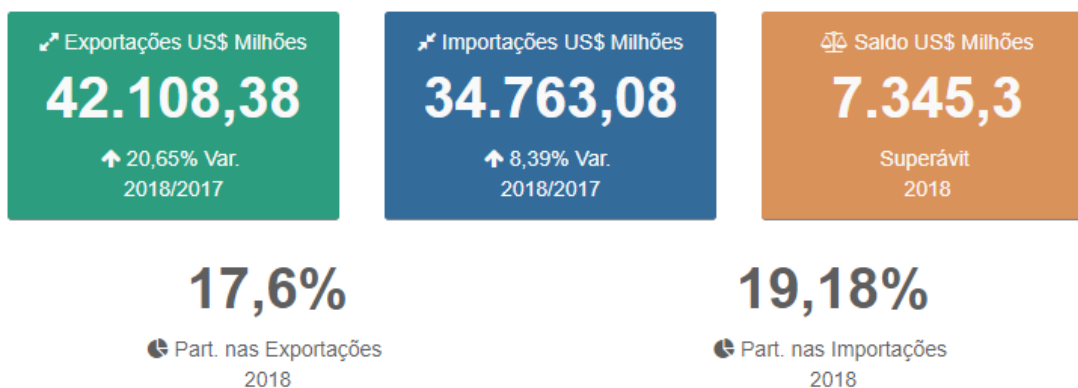 Exportações US$ Milhões
42.108,38
20,65% Var.
2018/2017
Importações US$ Milhões
34.763,08
8,39% Var.
2018/2017
Saldo US$ Milhões
7.345,3
Superávit
2018
17,6%
Part. nas Exportações
2018
19,18%
Part. nas Importações
2018